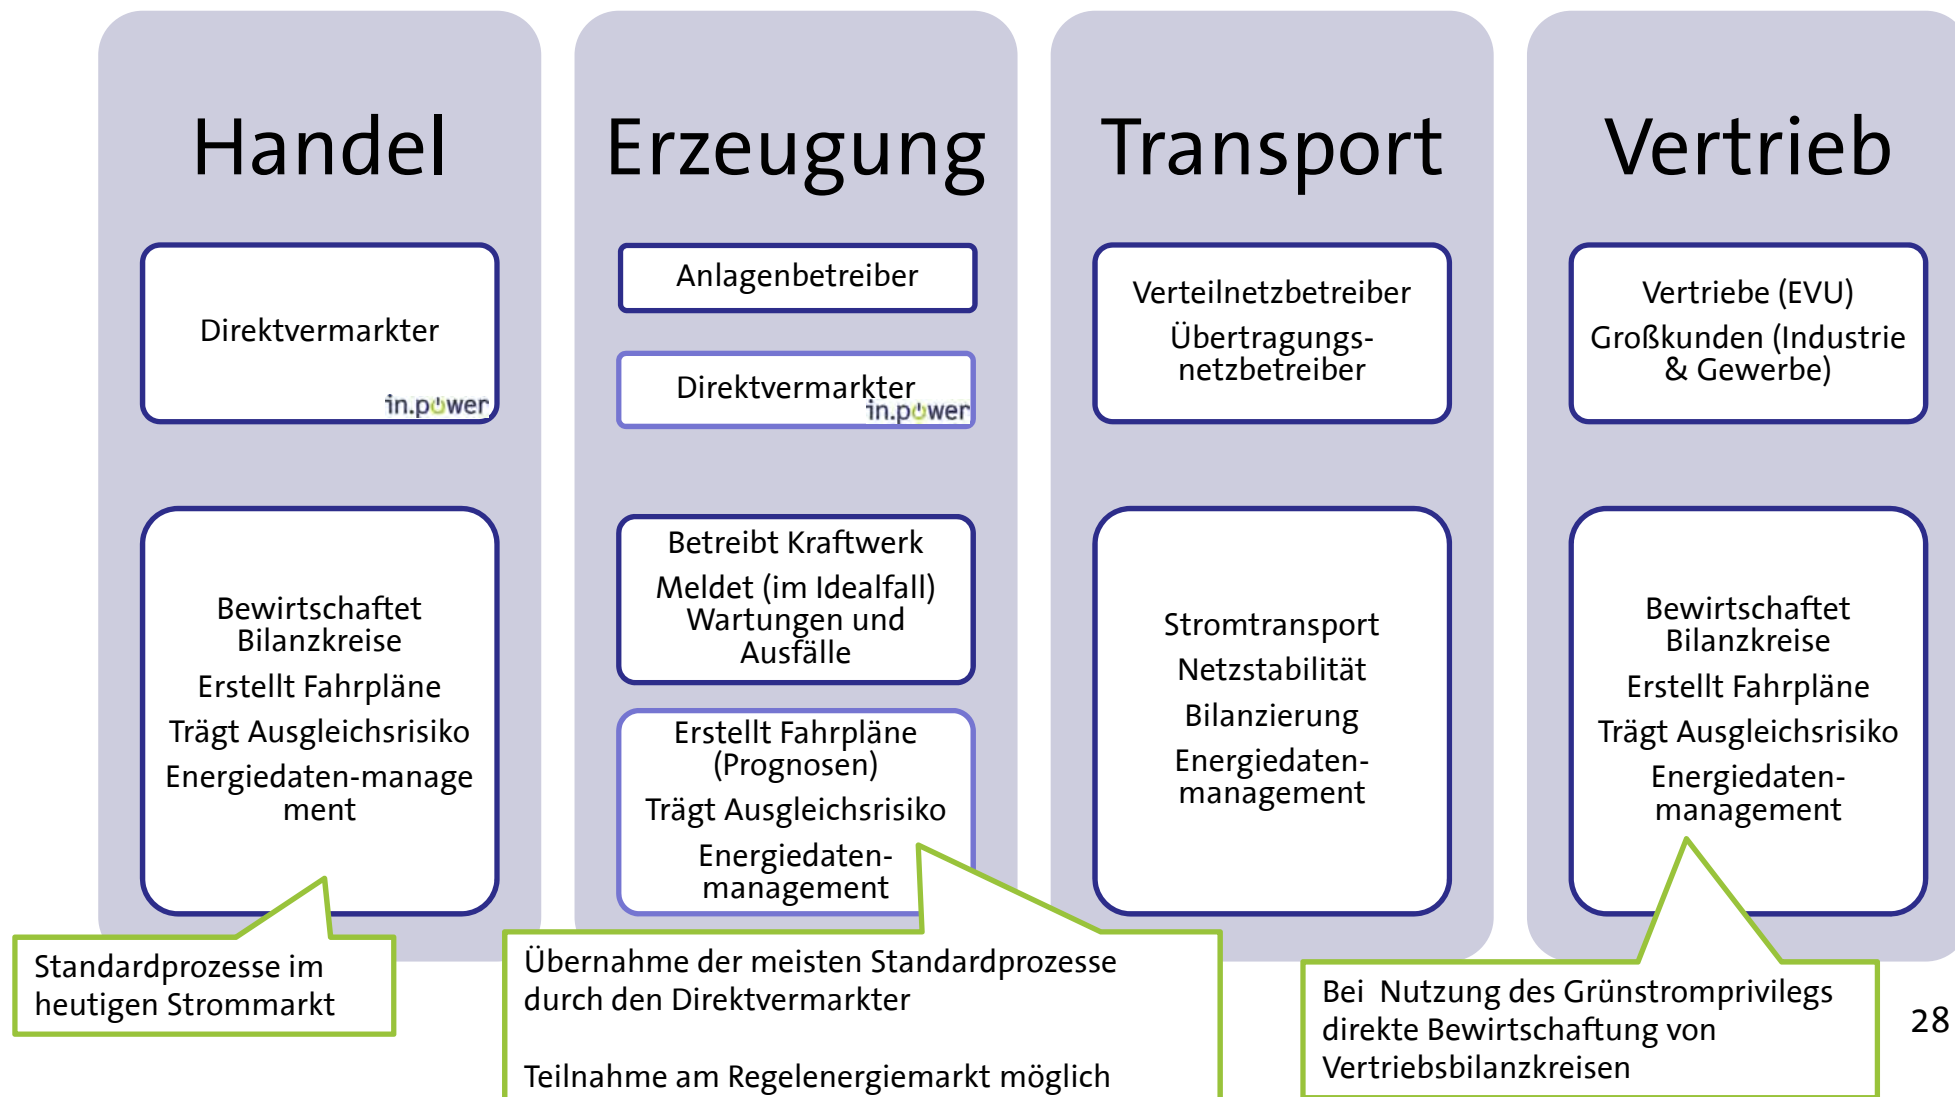 Handel
Direktvermarkter
in.power
Bewirtschaftet
Bilanzkreise
Erstellt Fahrpläne
Trägt Ausgleichsrisiko
Energiedaten-manage
ment
Standardprozesse im
heutigen Strommarkt
Erzeugung
Anlagenbetreiber
Direktvermarkter
in.power
Betreibt Kraftwerk
Meldet (im Idealfall)
Wartungen und
Ausfälle
Erstellt Fahrpläne
(Prognosen)
Trägt Ausgleichsrisiko
Energiedaten-
management
Übernahme der meisten Standardprozesse
durch den Direktvermarkter
Teilnahme am Regelenergiemarkt möglich
Transport
Verteilnetzbetreiber
Übertragungs-
netzbetreiber
Stromtransport
Netzstabilität
Bilanzierung
Energiedaten-
management
Vertrieb
Vertriebe (EVU)
Großkunden (Industrie
& Gewerbe)
Bewirtschaftet
Bilanzkreise
Erstellt Fahrpläne
Trägt Ausgleichsrisiko
Energiedaten-
management
Bei Nutzung des Grünstromprivilegs
direkte Bewirtschaftung von
Vertriebsbilanzkreisen
28